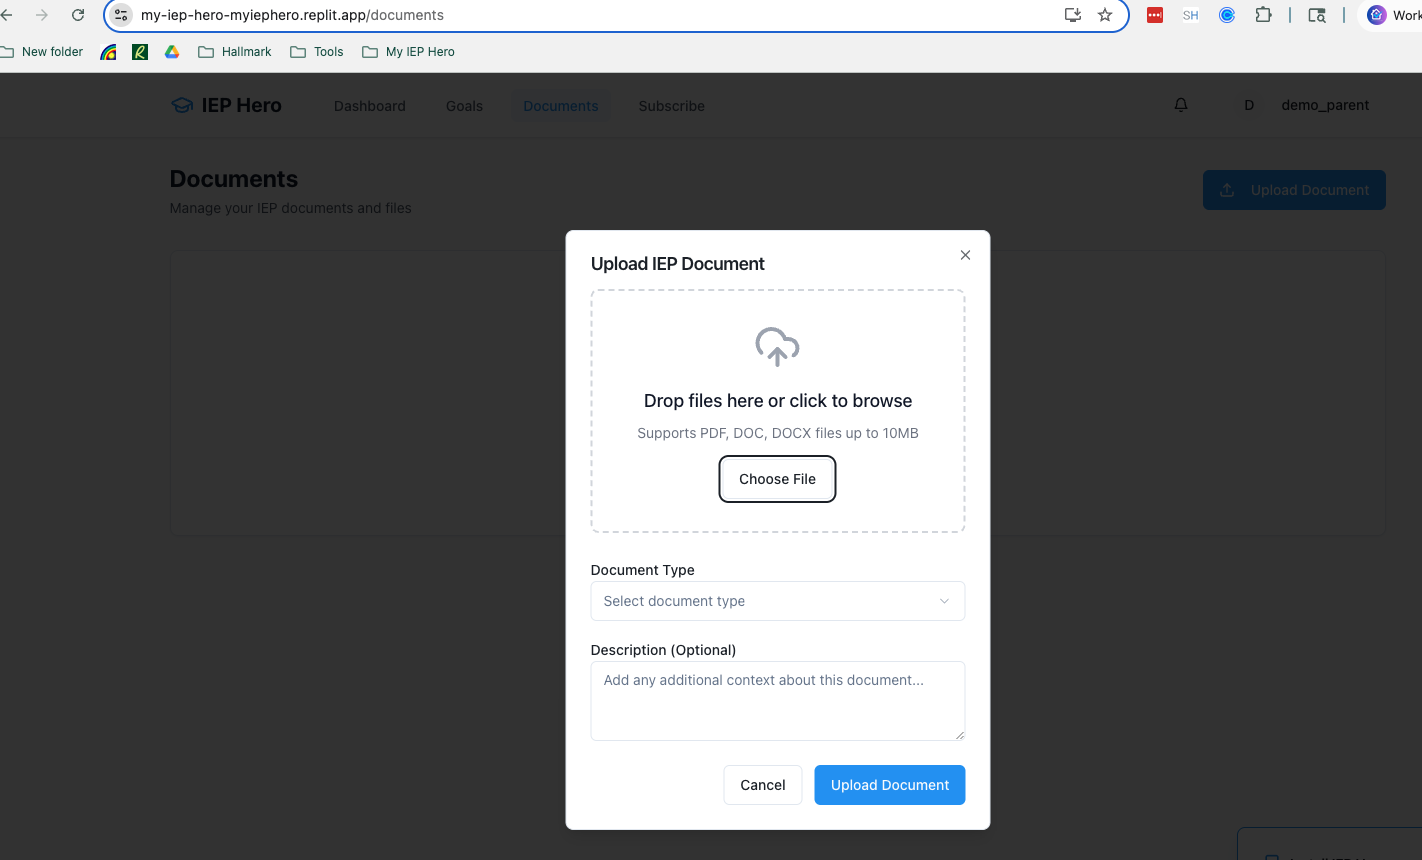 my-iep-hero-myiephero.replit.app/documents
SH
Work
New folder
Hallmark
Tools
My IEP Hero
IEP Hero
Dashboard
Goals
Documents
Subscribe
D
demo_parent
Documents
Manage your IEP documents and files
Upload Document
Upload IEP Document
Drop files here or click to browse
Supports PDF, DOC, DOCX files up to 10MB
Choose File
Document Type
Select document type
Description (Optional)
Add any additional context about this document...
Cancel
Upload Document